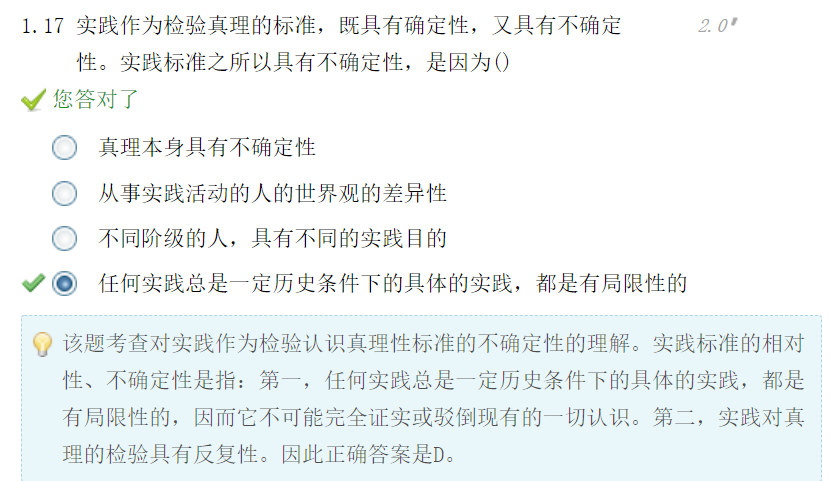 1.17 实践作为检验真理的标准，既具有确定性，又具有不确定 2.0
性。实践标准之所以具有不确定性，是因为()
您答对了
真理本身具有不确定性
从事实践活动的人的世界观的差异性
不同阶级的人，具有不同的实践目的
任何实践总是一定历史条件下的具体的实践，都是有局限性的
该题考查对实践作为检验认识真理性标准的不确定性的理解。实践标准的相对
性、不确定性是指：第一，任何实践总是一定历史条件下的具体的实践，都是
有局限性的，因而它不可能完全证实或驳倒现有的一切认识。第二，实践对真
理的检验具有反复性。因此正确答案是D。